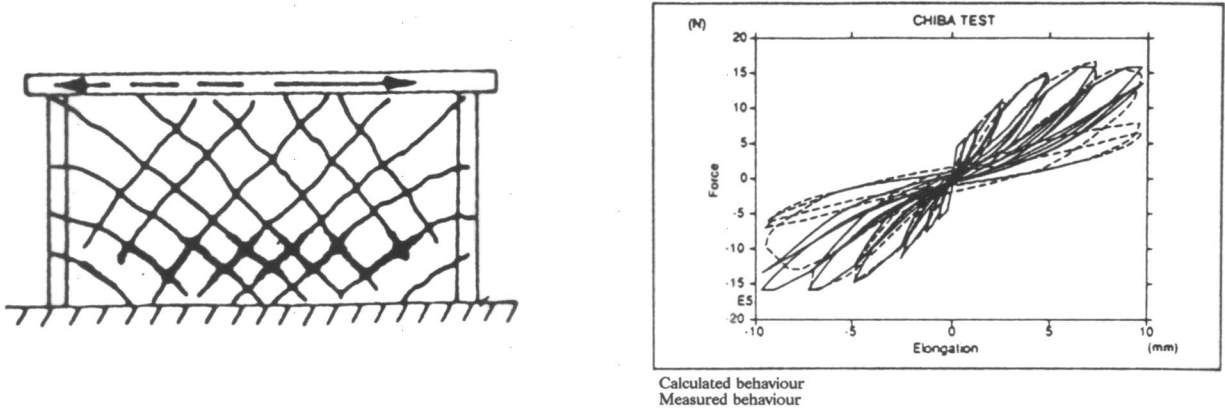 CHIBA TEST
(N)
20
15
10
5
0
-5
-10
-15
E5
-20
Force
-10
-5
0
5
10
Elongation
(mm)
Calculated behaviour
Measured behaviour